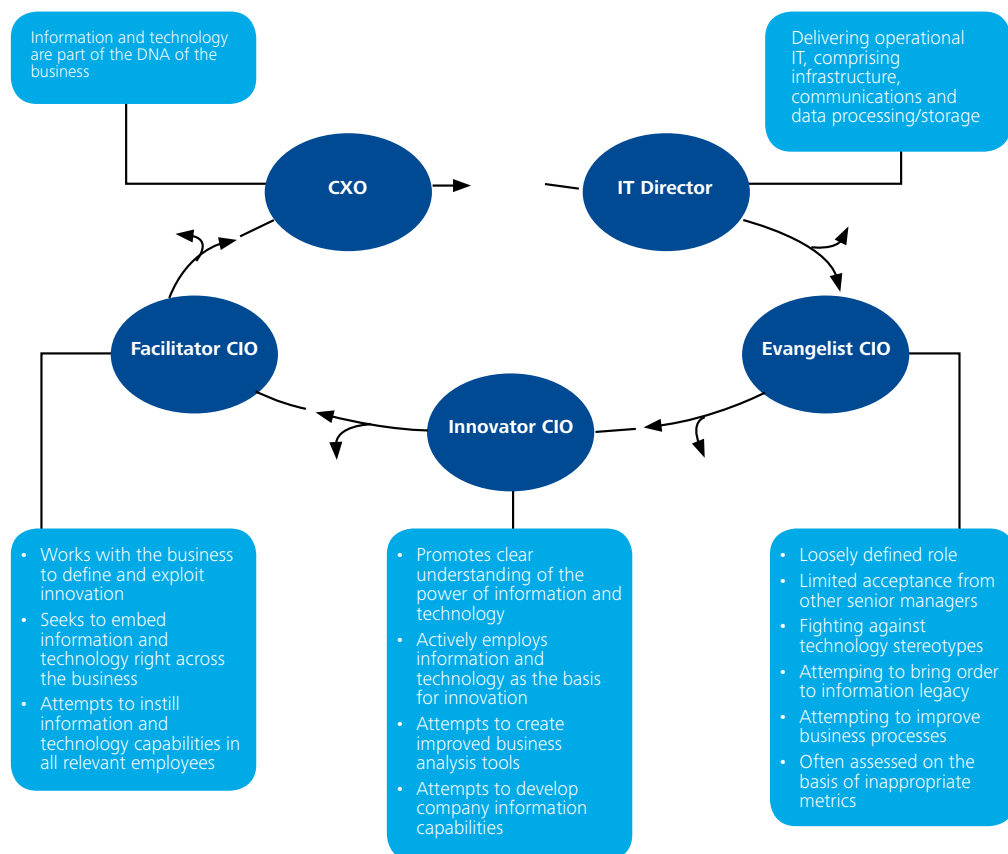 Information and technology
are part of the DNA of the
business
Delivering operational
IT, comprising
infrastructure,
communications and
data processing/storage
CXO
IT Director
Facilitator CIO
Evangelist CIO
Innovator CIO
• Works with the business
to define and exploit
innovation
• Seeks to embed
information and
technology right across
the business
• Attempts to instill
information and
technology capabilities in
all relevant employees
• Promotes clear
understanding of the
power of information and
technology
• Actively employs
information and
technology as the basis
for innovation
• Attempts to create
improved business
analysis tools
• Attempts to develop
company information
capabilities
• Loosely defined role
• Limited acceptance from
other senior managers
• Fighting against
technology stereotypes
• Attemping to bring order
to information legacy
• Attempting to improve
business processes
• Often assessed on the
basis of inappropriate
metrics